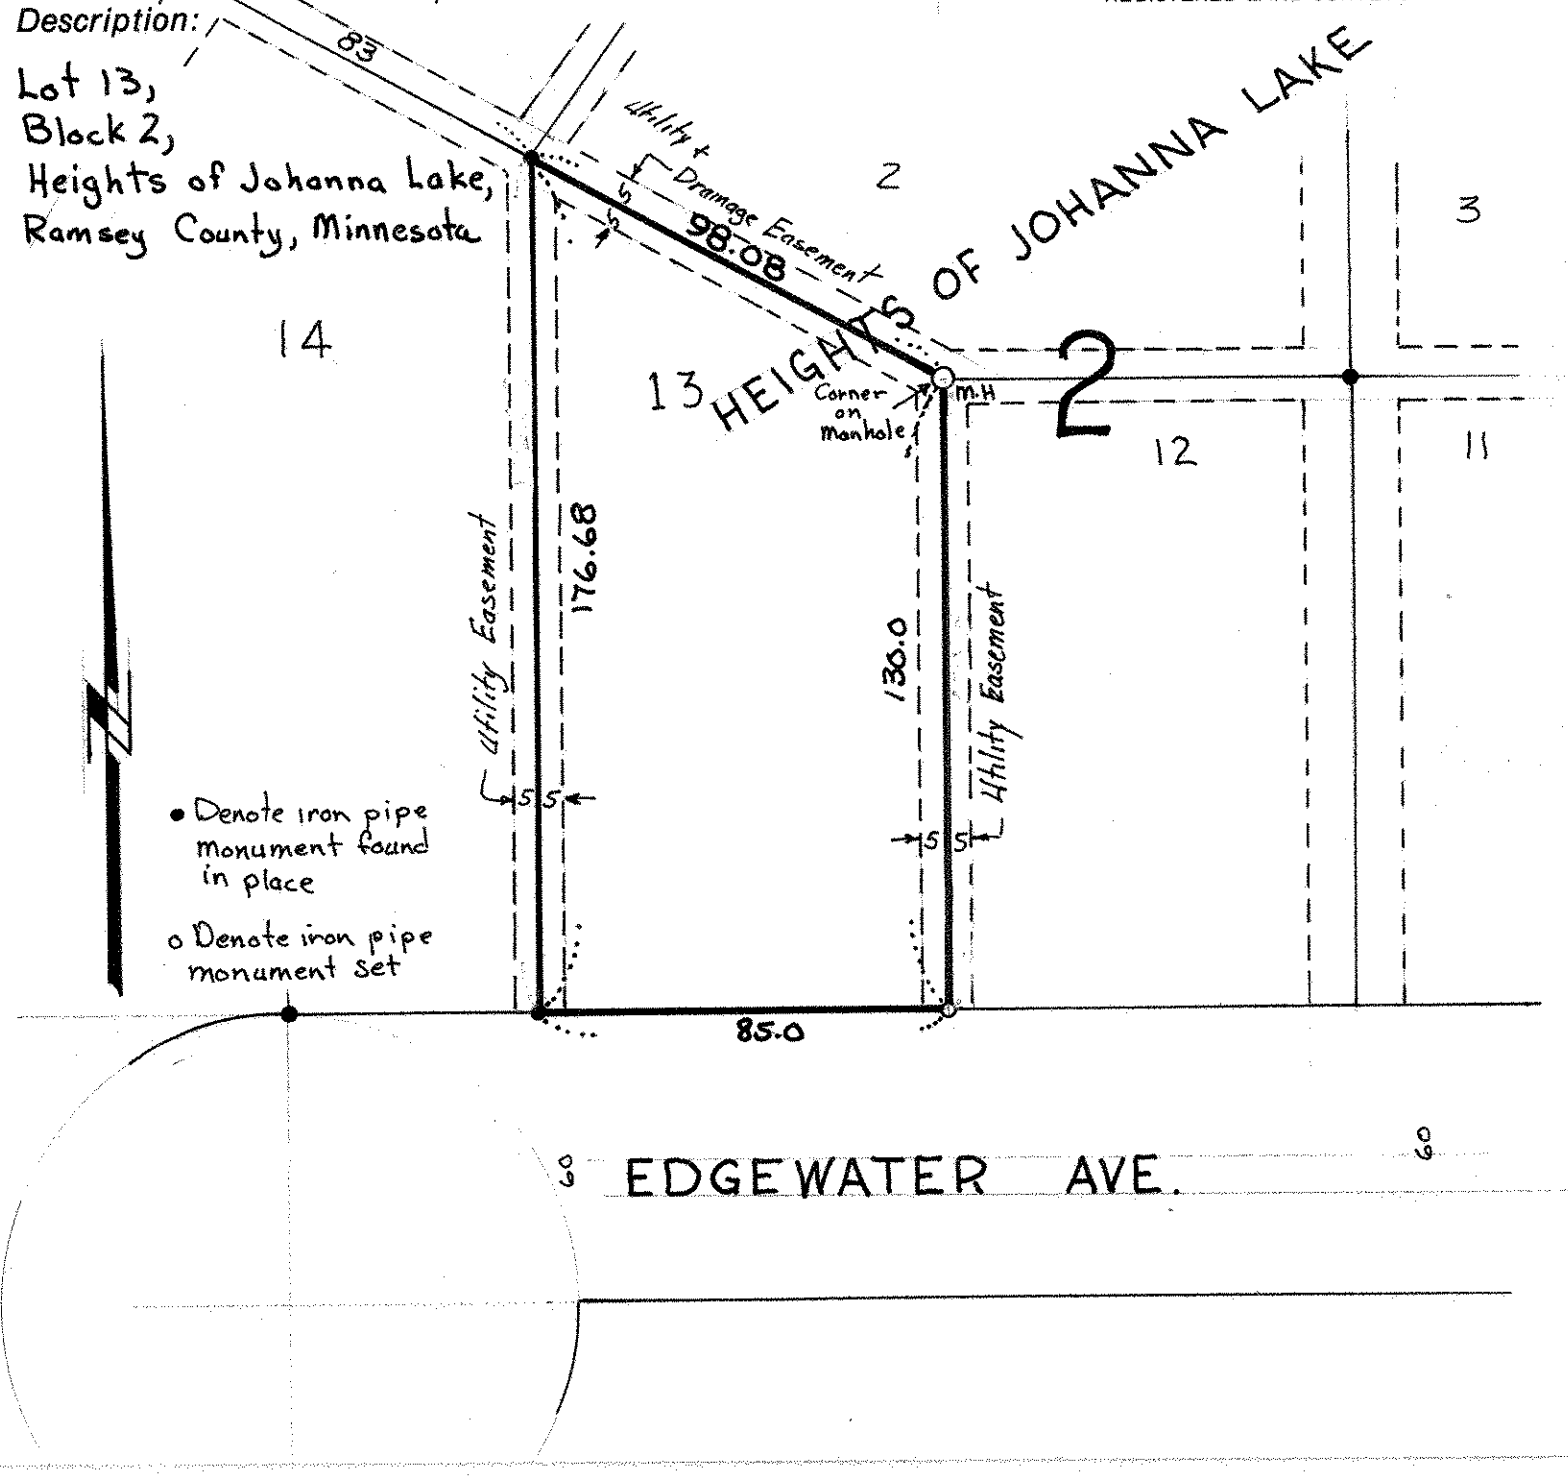 Description:
Lot 13,
Block 2,
Heights of Johanna Lake,
Ramsey County, Minnesota
83
Utility +
Drainage Easement
5
5
98.08
2
HEIGHTS OF JOHANNA LAKE
3
14
13
Corner
on
manhole
M.H
2
12
11
Utility Easement
176.68
130.0
Utility Easement
5 5
5 5
Denote iron pipe
monument found
in place
Denote iron pipe
monument set
85.0
EDGEWATER AVE.
60
60